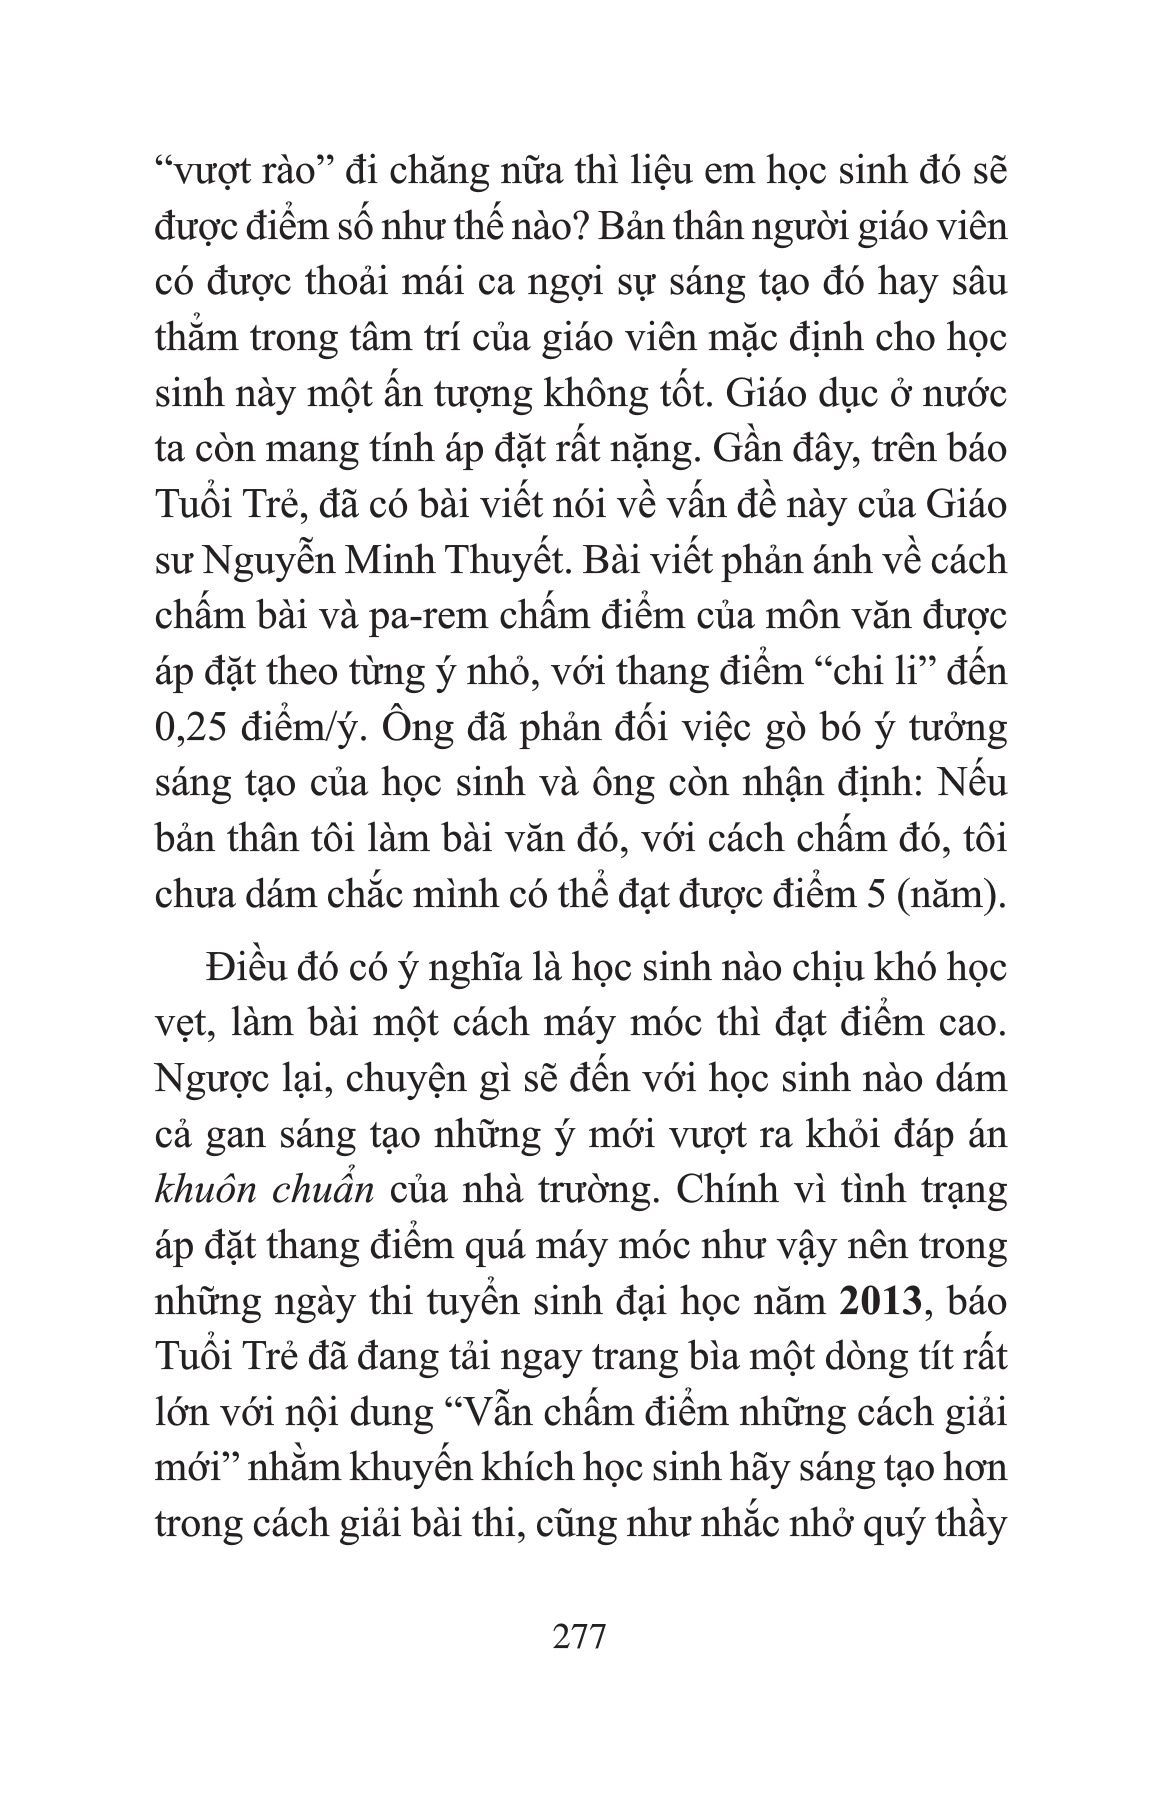 “vượt rào” đi chăng nữa thì liệu em học sinh đó sẽ
được điểm số như thế nào? Bản thân người giáo viên
có được thoải mái ca ngợi sự sáng tạo đó hay sâu
thẳm trong tâm trí của giáo viên mặc định cho học
sinh này một ấn tượng không tốt. Giáo dục ở nước
ta còn mang tính áp đặt rất nặng. Gần đây, trên báo
Tuổi Trẻ, đã có bài viết nói về vấn đề này của Giáo
sư Nguyễn Minh Thuyết. Bài viết phản ánh về cách
chấm bài và pa-rem chấm điểm của môn văn được
áp đặt theo từng ý nhỏ, với thang điểm “chi li” đến
0,25 điểm/ý. Ông đã phản đối việc gò bó ý tưởng
sáng tạo của học sinh và ông còn nhận định: Nếu
bản thân tôi làm bài văn đó, với cách chấm đó, tôi
chưa dám chắc mình có thể đạt được điểm 5 (năm).
Điều đó có ý nghĩa là học sinh nào chịu khó học
vẹt, làm bài một cách máy móc thì đạt điểm cao.
Ngược lại, chuyện gì sẽ đến với học sinh nào dám
cả gan sáng tạo những ý mới vượt ra khỏi đáp án
khuôn chuẩn của nhà trường. Chính vì tình trạng
áp đặt thang điểm quá máy móc như vậy nên trong
những ngày thi tuyển sinh đại học năm 2013, báo
Tuổi Trẻ đã đang tải ngay trang bìa một dòng tít rất
lớn với nội dung “Vẫn chấm điểm những cách giải
mới” nhằm khuyến khích học sinh hãy sáng tạo hơn
trong cách giải bài thi, cũng như nhắc nhở quý thầy
277